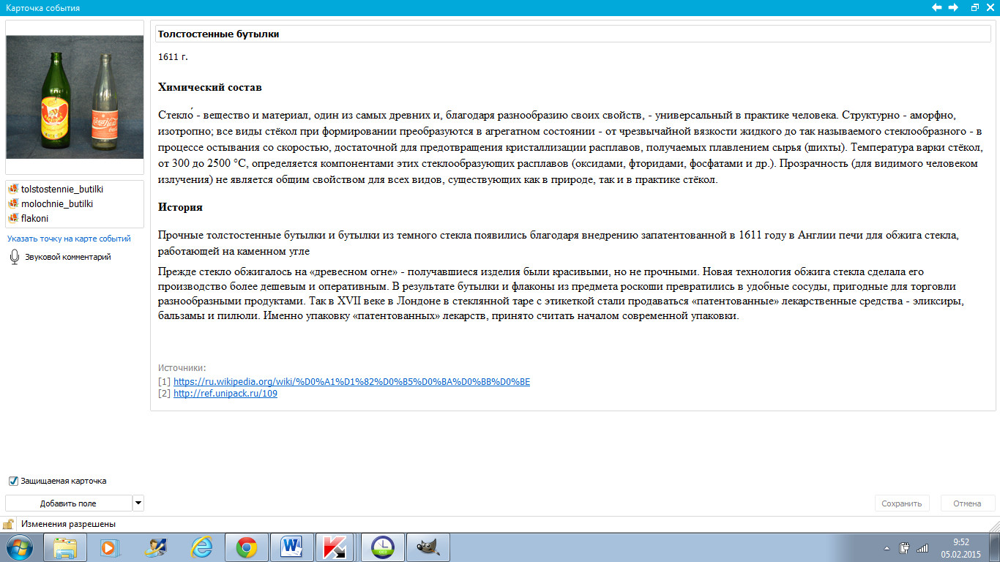 Карточка события
Толстостенные бутылки
1611 г.
Химический состав
Стекло́ - вещество и материал, один из самых древних и, благодаря разнообразию своих свойств, - универсальный в практике человека. Структурно - аморфно,
изотропно; все виды стёкол при формировании преобразуются в агрегатном состоянии - от чрезвычайной вязкости жидкого до так называемого стеклообразного - в
процессе остывания со скоростью, достаточной для предотвращения кристаллизации расплавов, получаемых плавлением сырья (шихты). Температура варки стёкол,
от 300 до 2500 °C, определяется компонентами этих стеклообразующих расплавов (оксидами, фторидами, фосфатами и др.). Прозрачность (для видимого человеком
излучения) не является общим свойством для всех видов, существующих как в природе, так и в практике стёкол.
История
Прочные толстостенные бутылки и бутылки из темного стекла появились благодаря внедрению запатентованной в 1611 году в Англии печи для обжига стекла,
работающей на каменном угле
Прежде стекло обжигалось на «древесном огне» - получавшиеся изделия были красивыми, но не прочными. Новая технология обжига стекла сделала его
производство более дешевым и оперативным. В результате бутылки и флаконы из предмета роскоши превратились в удобные сосуды, пригодные для торговли
разнообразными продуктами. Так в XVII веке в Лондоне в стеклянной таре с этикеткой стали продаваться «патентованные» лекарственные средства - эликсиры,
бальзамы и пилюли. Именно упаковку «патентованных» лекарств, принято считать началом современной упаковки.
Источники:
[1] https://ru.wikipedia.org/wiki/%D0%A1%D1%82%D0%B5%D0%BA%D0%BB%D0%BE
[2] http://ref.unipack.ru/109
tolstostennie_butilki
molochnie_butilki
flakoni
Указать точку на карте событий
Звуковой комментарий
Защищаемая карточка
Добавить поле
Сохранить
Отмена
Изменения разрешены
9:52
05.02.2015